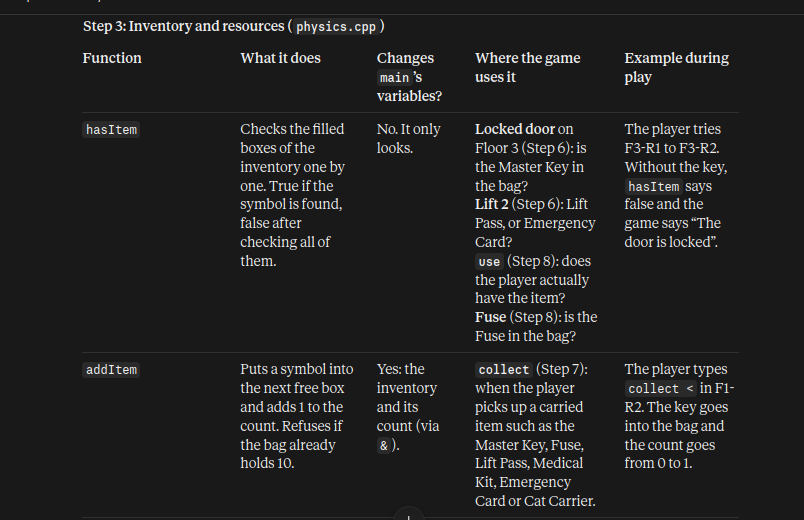 Step 3: Inventory and resources ( physics.cpp )
Function
What it does
Changes
main 's
variables?
Where the game
uses it
Example during
play
hasItem
Checks the filled
boxes of the
inventory one by
one. True if the
symbol is found,
false after
checking all of
them.
No. It only
looks.
Locked door on
Floor 3 (Step 6): is
the Master Key in
the bag?
Lift 2 (Step 6): Lift
Pass, or Emergency
Card?
use (Step 8): does
the player actually
have the item?
Fuse (Step 8): is the
Fuse in the bag?
The player tries
F3-R1 to F3-R2.
Without the key,
hasItem says
false and the
game says “The
door is locked”.
addItem
Puts a symbol into
the next free box
and adds 1 to the
count. Refuses if
the bag already
holds 10.
Yes: the
inventory
and its
count (via
& ).
collect (Step 7):
when the player
picks up a carried
item such as the
Master Key, Fuse,
Lift Pass, Medical
Kit, Emergency
Card or Cat Carrier.
The player types
collect < in F1-
R2. The key goes
into the bag and
the count goes
from 0 to 1.